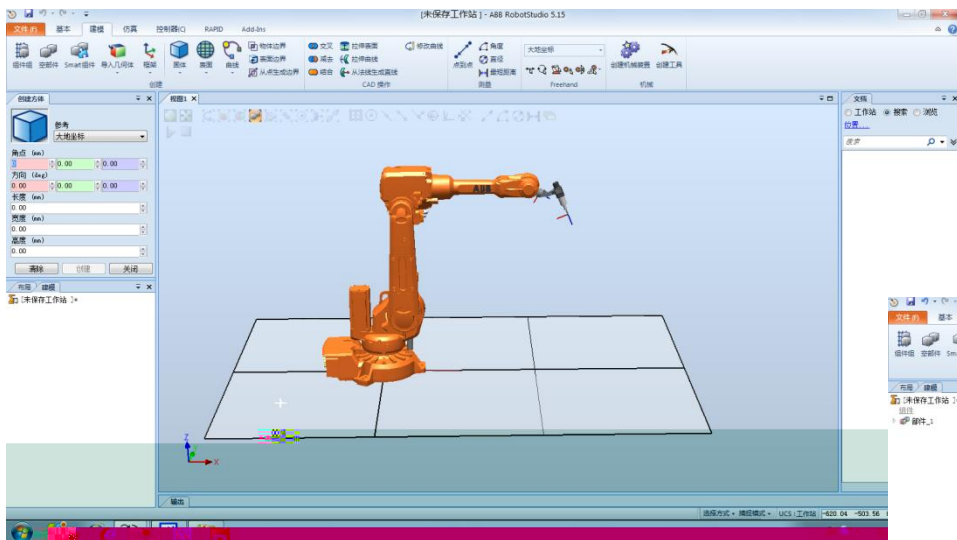 [未保存工作站] - ABB RobotStudio 5.15
文件(F) 基本 建模 仿真 控制器(C) RAPID Add-Ins
组件组 空部件 Smart组件 导入几何体 框架 固体 表面 曲线
物体边界
表面边界
从点生成边界
交叉 拉伸表面 修改曲线
减去 拉伸曲线
结合 从法线生成直线
点到点
角度
直径
最短距离
大地坐标
创建机械装置 创建工具
创建 CAD 操作 测量 Freehand 机械
创建方体
参考
大地坐标
角点 (mm)
0.00 0.00
方向 (deg)
0.00 0.00 0.00
长度 (mm)
0.00
宽度 (mm)
0.00
高度 (mm)
0.00
清除 创建 关闭
布局 建模
[未保存工作站]*
视图1
ABB
Z
X
输出
文档
工作站 搜索 浏览
位置.....
搜索
选择方式 捕捉模式 UCS:工作站 -620.04 -503.56
文件(F) 基本
组件组 空部件
布局 建模
[未保存工作站]
组件
部件_1